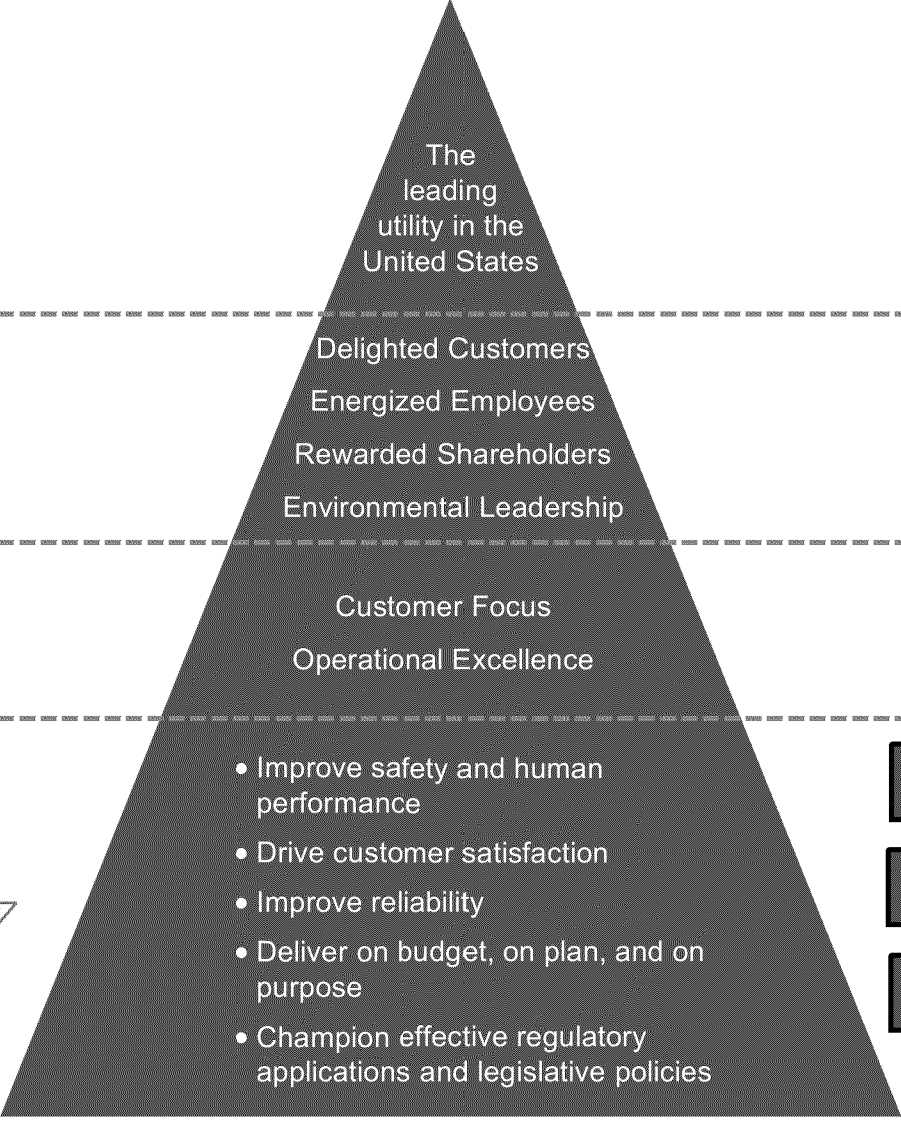 The
leading
utility in the
United States
Delighted Customers
Energized Employees
Rewarded Shareholders
Environmental Leadership
Customer Focus
Operational Excellence
• Improve safety and human
performance
• Drive customer satisfaction
• Improve reliability
• Deliver on budget, on plan, and on
purpose
• Champion effective regulatory
applications and legislative policies